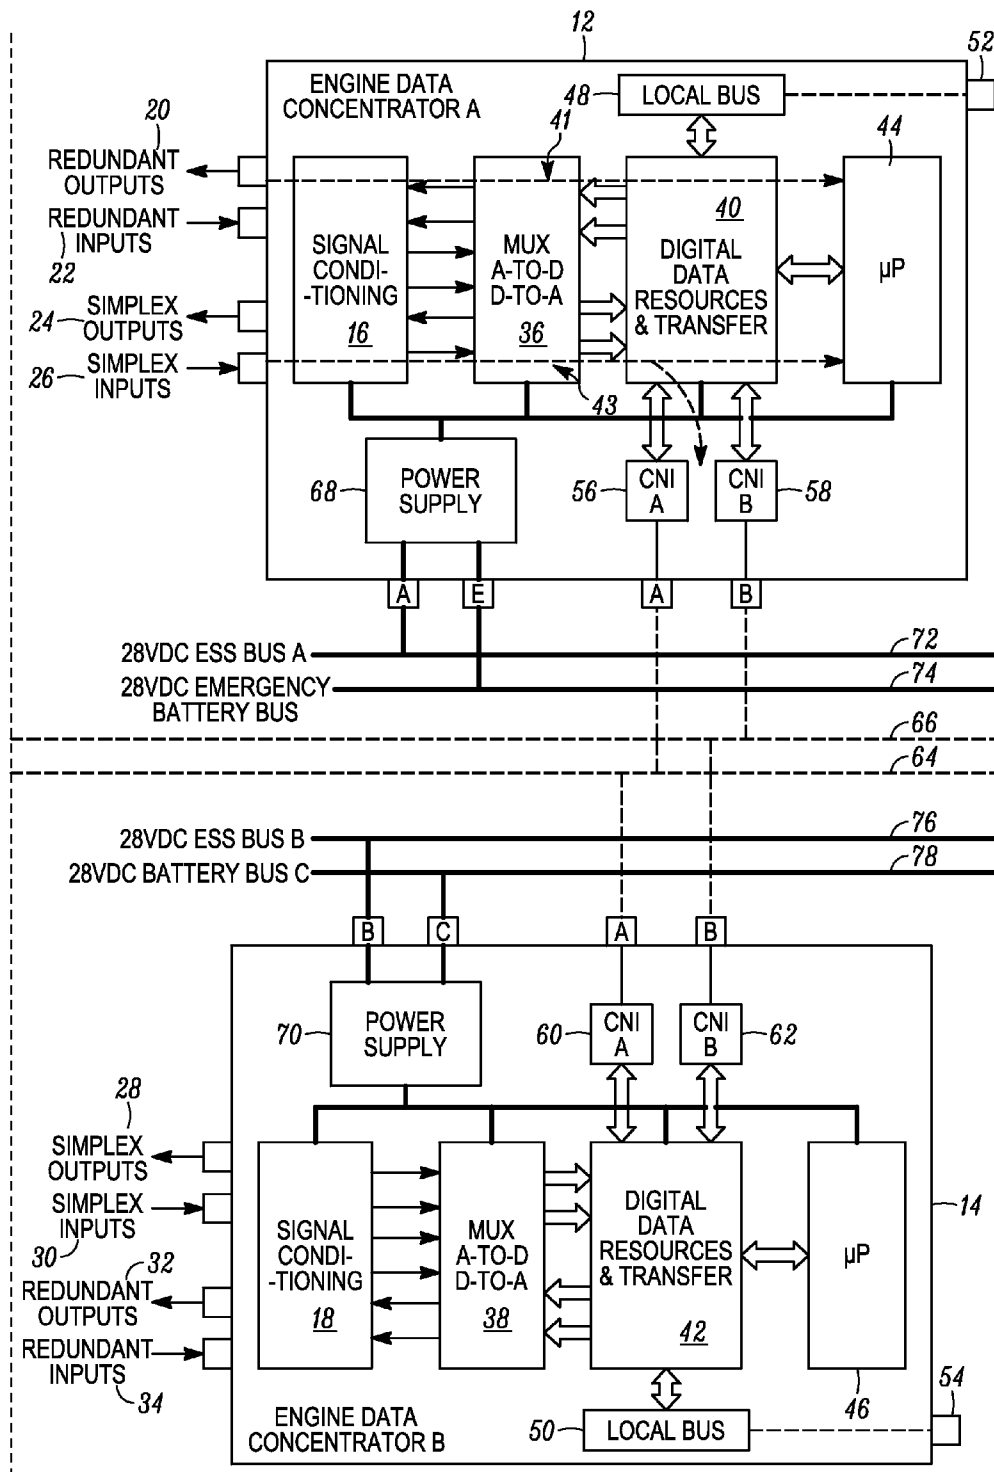 12
52
ENGINE DATA
CONCENTRATOR A
48
LOCAL BUS
20
41
44
REDUNDANT
OUTPUTS
REDUNDANT
INPUTS
22
SIMPLEX
24 OUTPUTS
SIMPLEX
26 INPUTS
SIGNAL
CONDI-
-TIONING
16
MUX
A-TO-D
D-TO-A
36
40
DIGITAL
DATA
RESOURCES
& TRANSFER
µP
43
68
POWER
SUPPLY
56
CNI
A
CNI
B
58
A
E
A
B
28VDC ESS BUS A
72
28VDC EMERGENCY
BATTERY BUS
74
66
64
28VDC ESS BUS B
76
28VDC BATTERY BUS C
78
B
C
A
B
70
POWER
SUPPLY
60
CNI
A
CNI
B
62
28
SIMPLEX
OUTPUTS
SIMPLEX
INPUTS
30
32
REDUNDANT
OUTPUTS
REDUNDANT
INPUTS
34
SIGNAL
CONDI-
-TIONING
18
MUX
A-TO-D
D-TO-A
38
DIGITAL
DATA
RESOURCES
& TRANSFER
42
µP
14
46
54
ENGINE DATA
CONCENTRATOR B
50
LOCAL BUS